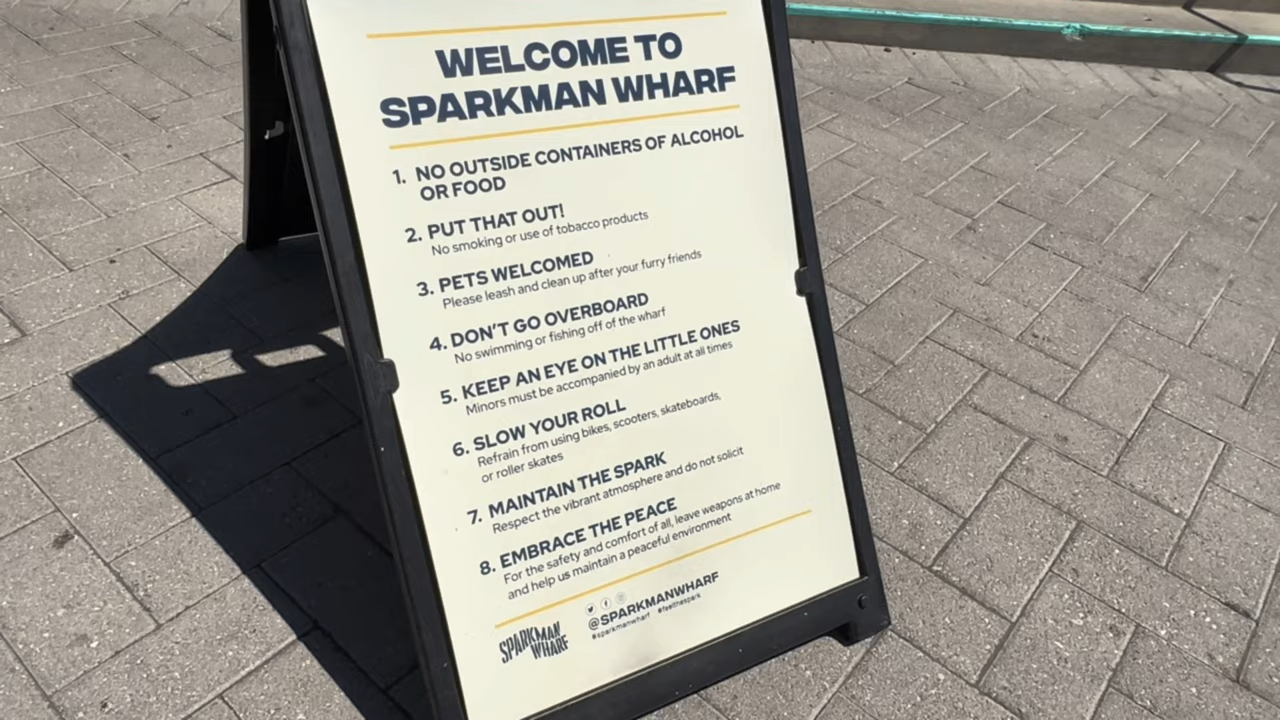 WELCOME TO
SPARKMAN WHARF
1. NO OUTSIDE CONTAINERS OF ALCOHOL
OR FOOD
2. PUT THAT OUT!
No smoking or use of tobacco products
3. PETS WELCOMED
Please leash and clean up after your furry friends
4. DON'T GO OVERBOARD
No swimming or fishing off of the wharf
5. KEEP AN EYE ON THE LITTLE ONES
Minors must be accompanied by an adult at all times
6. SLOW YOUR ROLL
Refrain from using bikes, scooters, skateboards,
or roller skates
7. MAINTAIN THE SPARK
Respect the vibrant atmosphere and do not solicit
8. EMBRACE THE PEACE
For the safety and comfort of all, leave weapons at home
and help us maintain a peaceful environment
SPARKMAN
WHARF
@SPARKMANWHARF
#sparkmanwharf #feelthespark